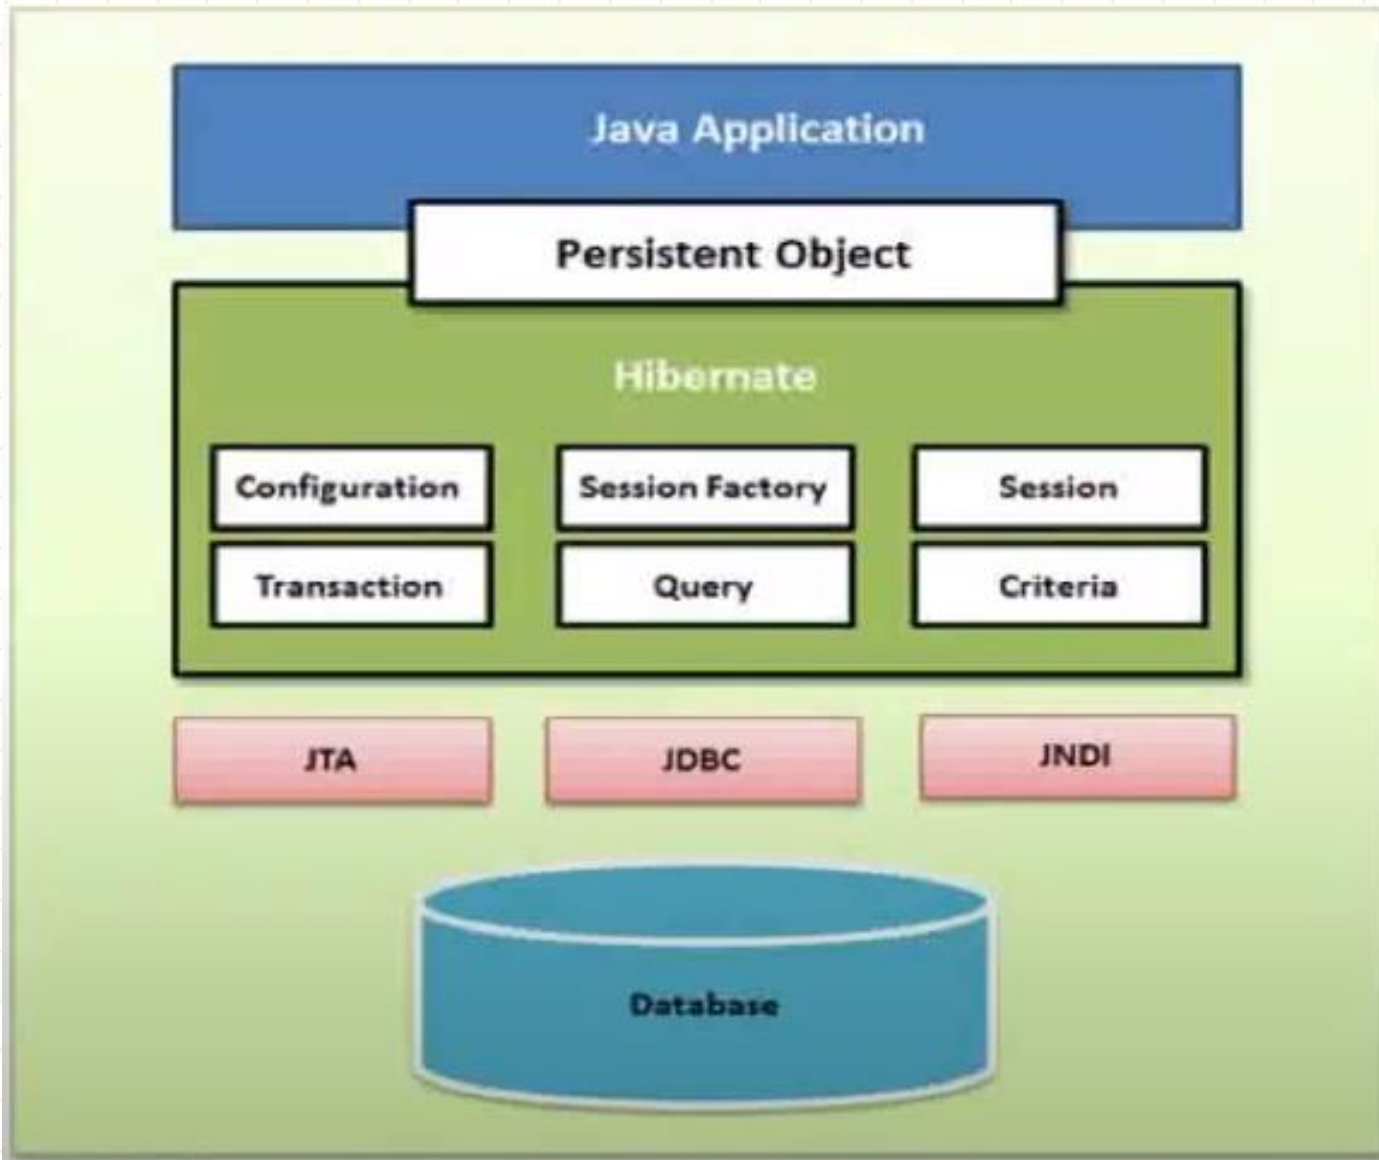 Java Application
Persistent Object
Hibernate
Configuration
Session Factory
Session
Transaction
Query
Criteria
JTA
JDBC
JNDI
Database